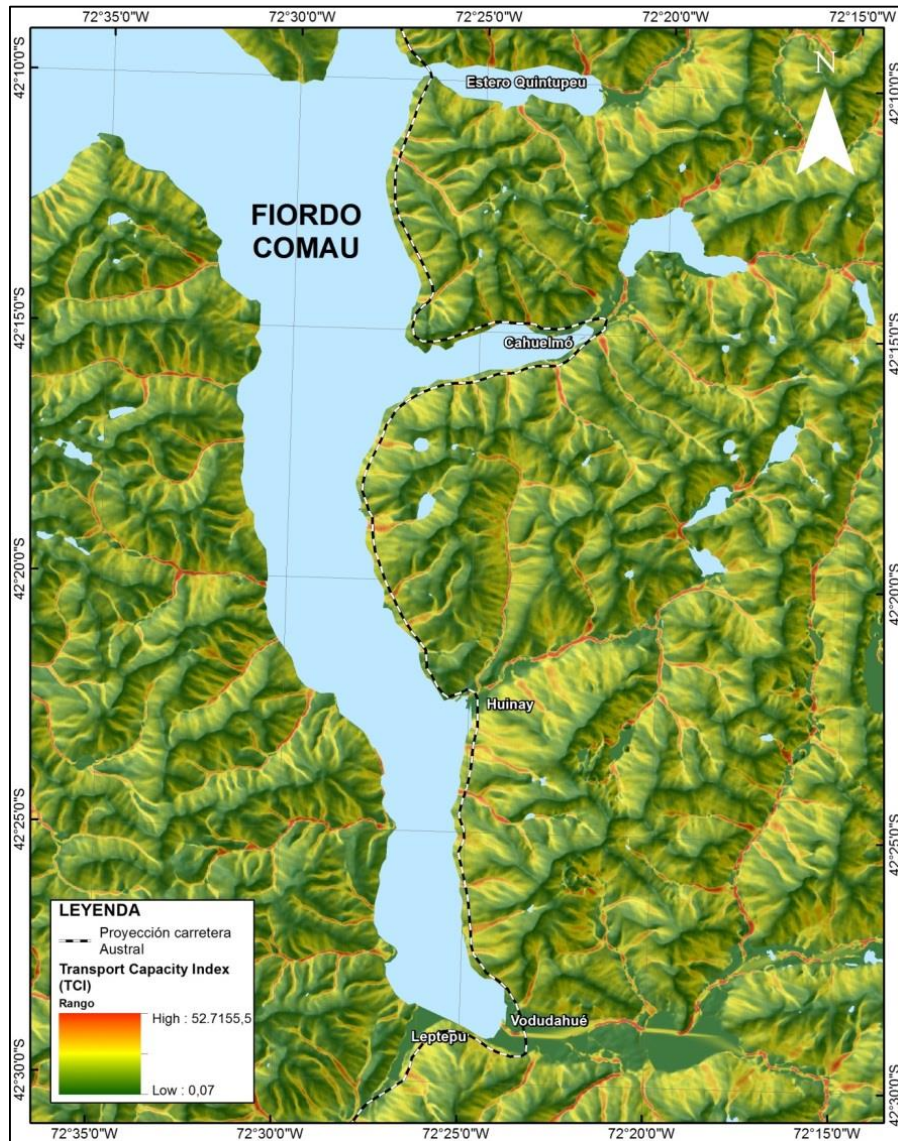 72°35'0"W 72°30'0"W 72°25'0"W 72°20'0"W 72°15'0"W
42°10'0"S
42°10'0"S
N
Estero Quintupeu
FIORDO
COMAU
42°15'0"S
42°15'0"S
Cahuelmó
42°20'0"S
42°20'0"S
Huinay
42°25'0"S
42°25'0"S
LEYENDA
Proyección carretera
Austral
Transport Capacity Index
(TCI)
Rango
High : 52.7155,5
Low : 0,07
Vodudahué
Leptepu
42°30'0"S
42°30'0"S
72°35'0"W 72°30'0"W 72°25'0"W 72°20'0"W 72°15'0"W